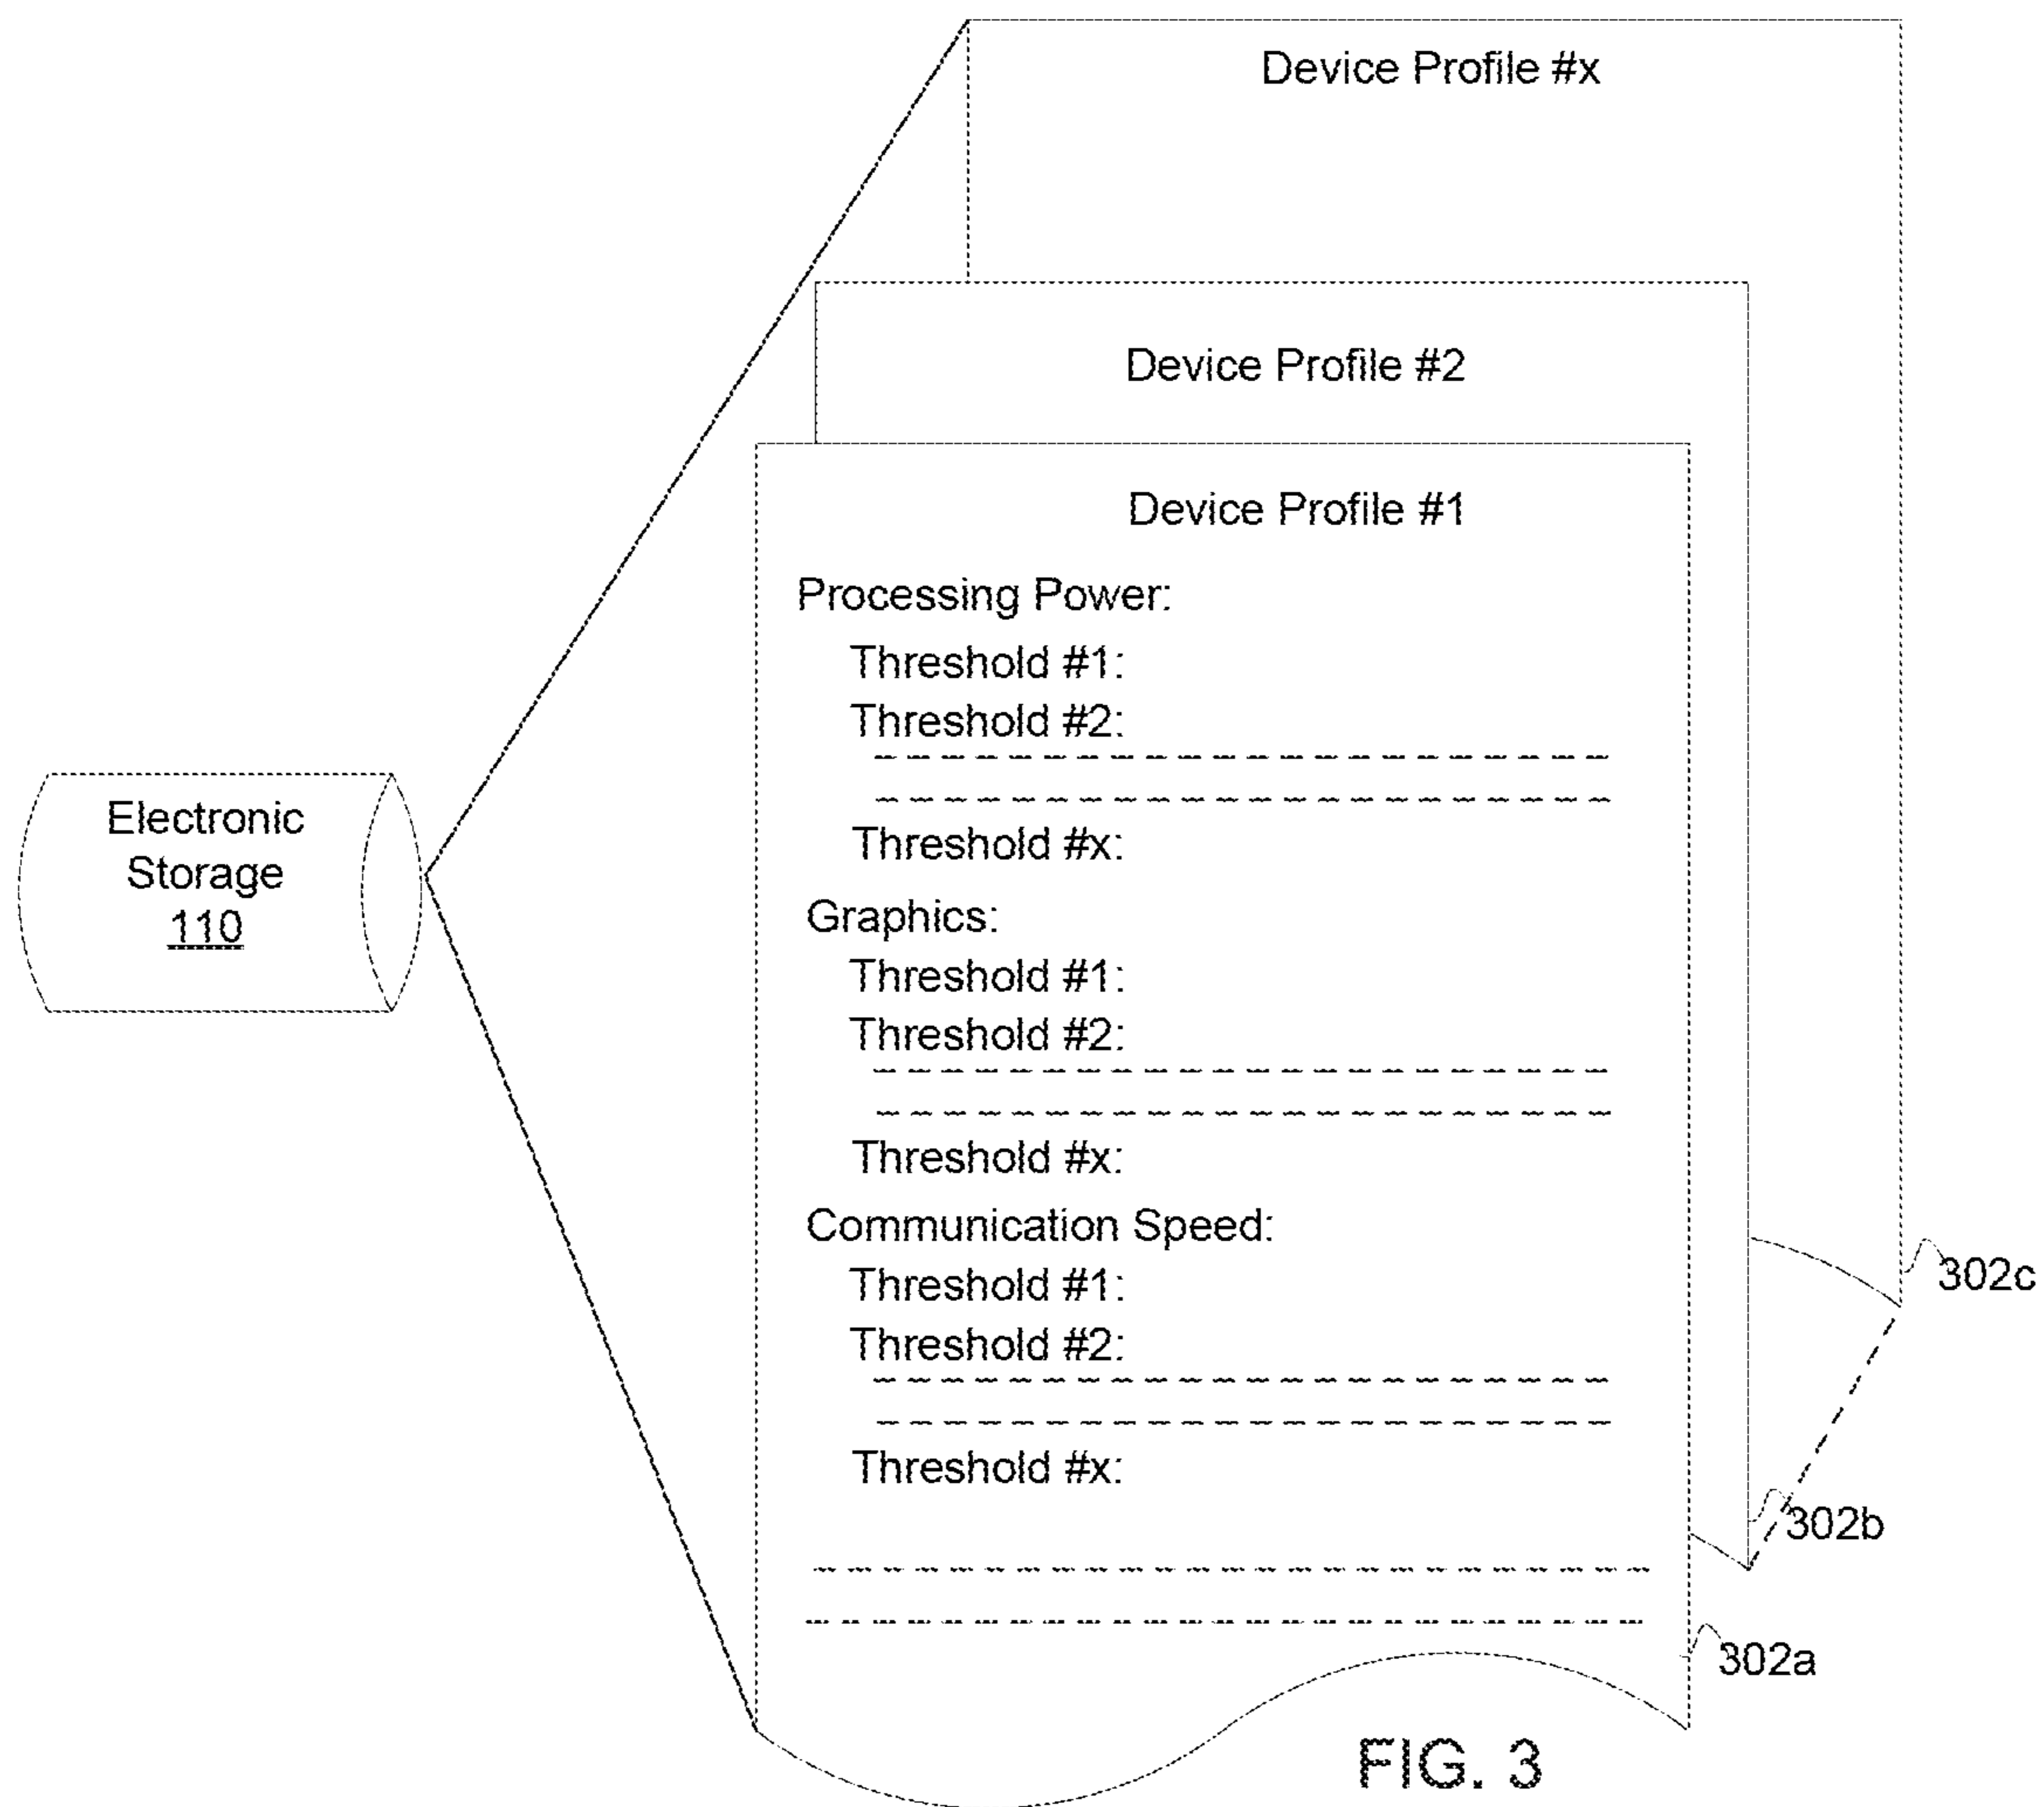 Device Profile #x
Device Profile #2
Device Profile #1
Processing Power:
Threshold #1:
Threshold #2:
Threshold #x:
Graphics:
Threshold #1:
Threshold #2:
Threshold #x:
Communication Speed:
Threshold #1:
Threshold #2:
Threshold #x:
Electronic
Storage
110
302c
302b
302a
FIG. 3